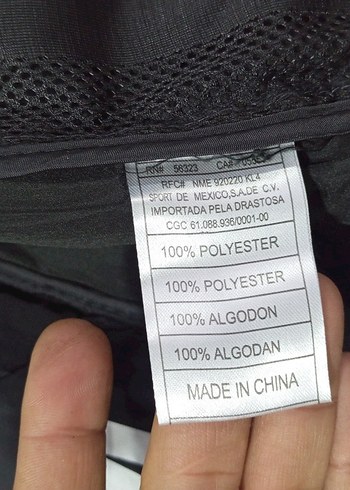 RN# 56323 CA#
RFC# NME 920220 KL4
SPORT DE MEXICO,S.A.DE C.V.
IMPORTADA PELA DRASTOSA
CGC 61.088.936/0001-00
100% POLYESTER
100% POLYESTER
100% ALGODON
100% ALGODAN
MADE IN CHINA